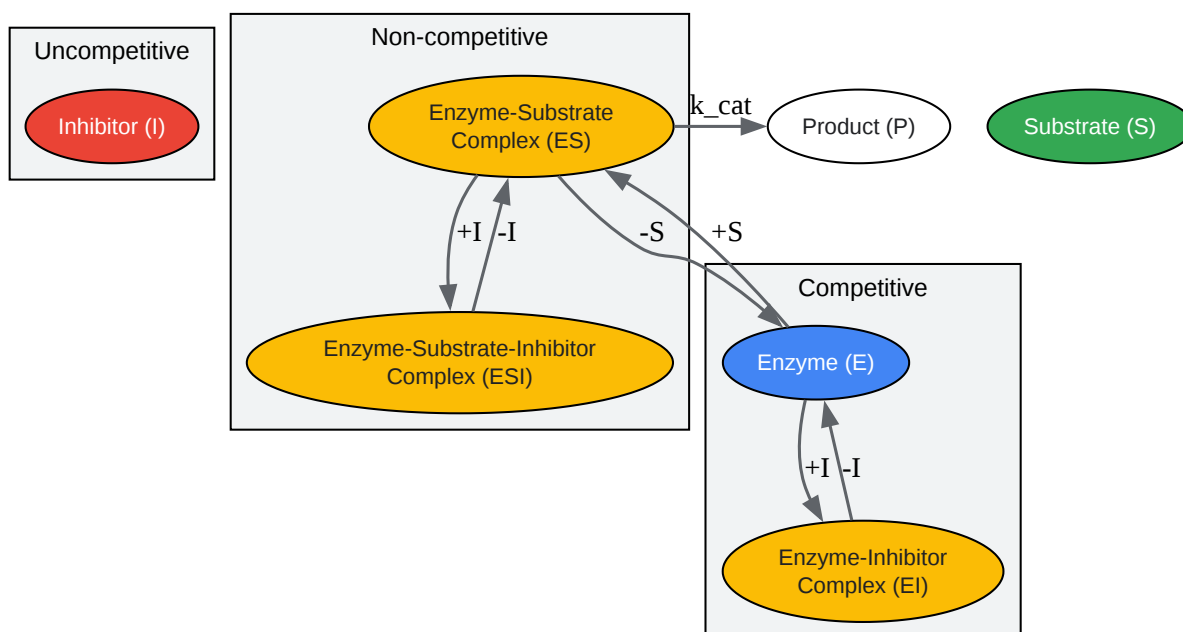 Uncompetitive
Inhibitor (I)
Non-competitive
Enzyme-Substrate
Complex (ES)
k_cat
Product (P)
Substrate (S)
+I
-I
-S
+S
Enzyme-Substrate-Inhibitor
Complex (ESI)
Competitive
Enzyme (E)
+I
-I
Enzyme-Inhibitor
Complex (EI)